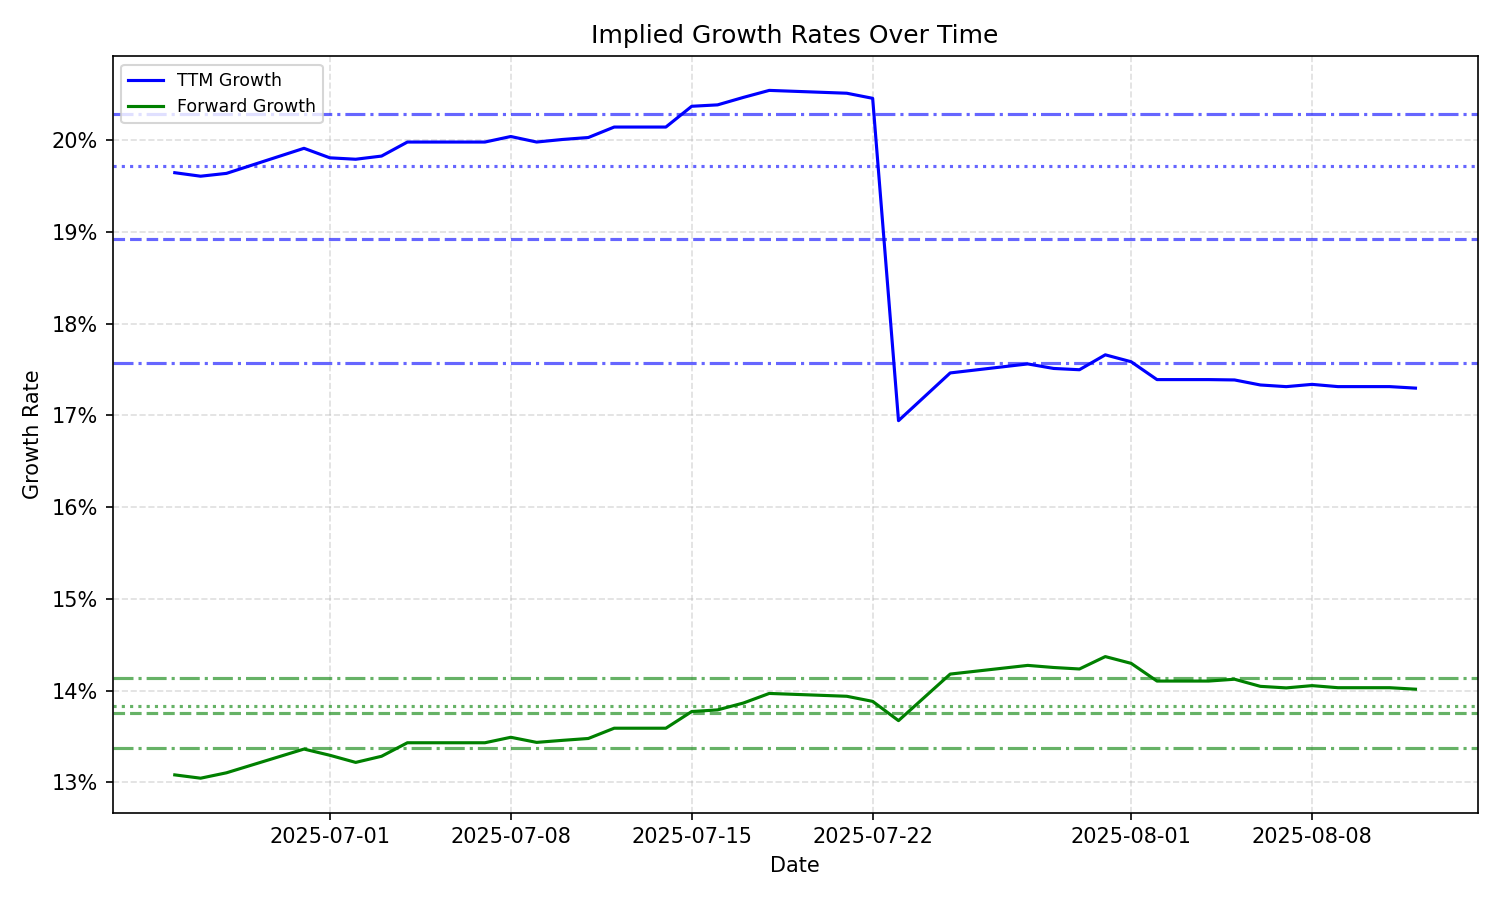 Implied Growth Rates Over Time
TTM Growth
Forward Growth
20%
19%
18%
17%
16%
15%
14%
13%
Growth Rate
2025-07-01
2025-07-08
2025-07-15
2025-07-22
2025-08-01
2025-08-08
Date